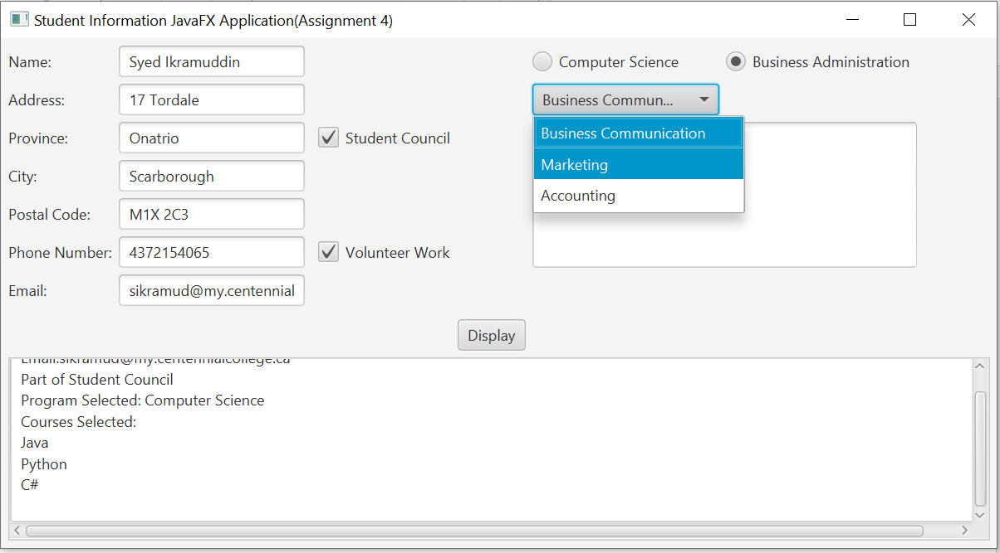 Student Information JavaFX Application(Assignment 4)
Name: Syed Ikramuddin
Computer Science Business Administration
Address: 17 Tordale
Business Commun...
Province: Onatrio
Student Council
Business Communication
Marketing
Accounting
City: Scarborough
Postal Code: M1X 2C3
Phone Number: 4372154065
Volunteer Work
Email: sikramud@my.centennial
Display
Email:sikramud@my.centennialcollege.ca
Part of Student Council
Program Selected: Computer Science
Courses Selected:
Java
Python
C#